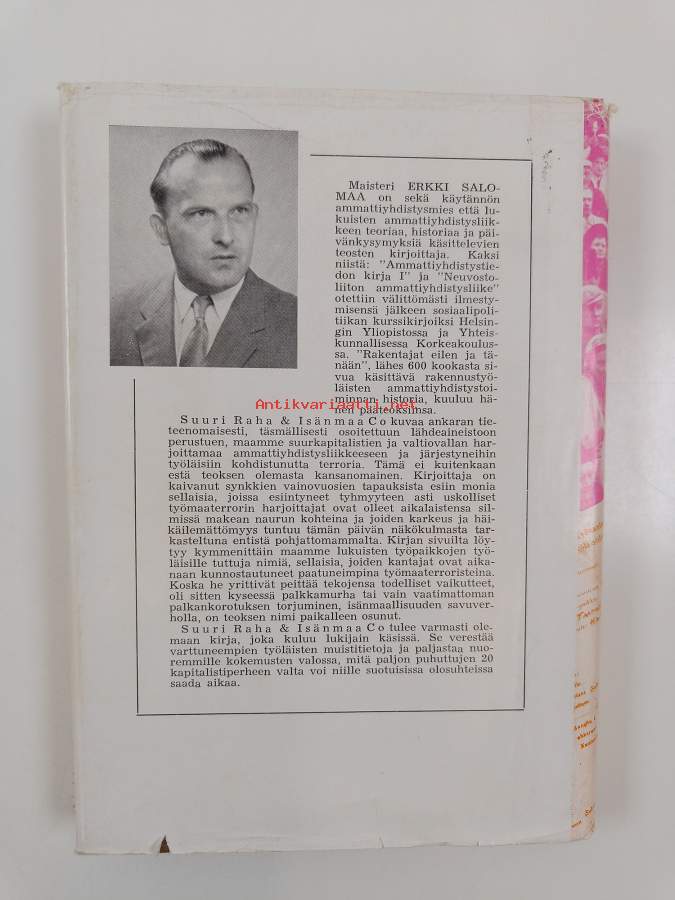 Maisteri ERKKI SALO-
MAA on sekä käytännön
ammattiyhdistysmies että lu-
kuisten ammattiyhdistysliik-
keen teoriaa, historiaa ja päi-
vänkysymyksiä käsittelevien
teosten kirjoittaja. Kaksi
niistä: "Ammattiyhdistystie-
don kirja I" ja "Neuvosto-
liiton ammattiyhdistysliike"
otettiin välittömästi ilmesty-
misensä jälkeen sosiaalipoli-
tiikan kurssikirjoiksi Helsin-
gin Yliopistossa ja Yhteis-
kunnallisessa Korkeakoulus-
sa. "Rakentajat eilen ja tä-
nään", lähes 600 kookasta si-
vua käsittävä rakennustyö-
läisten ammattiyhdistystoi-
minnan historia, kuuluu hä-
nen pääteoksiinsa.
Antikvariaatti.net
Suuri Raha & Isänmaa Co kuvaa ankaran tie-
teenomaisesti, täsmällisesti osoitettuun lähdeaineistoon
perustuen, maamme suurkapitalistien ja valtiovallan har-
joittamaa ammattiyhdistysliikkeeseen ja järjestyneihin
työläisiin kohdistunutta terroria. Tämä ei kuitenkaan
estä teoksen olemasta kansanomainen. Kirjoittaja on
kaivanut synkkien vainovuosien tapauksista esiin monia
sellaisia, joissa esiintyneet tyhmyyteen asti uskolliset
työmaaterrorin harjoittajat ovat olleet aikalaistensa sil-
missä makean naurun kohteina ja joiden karkeus ja häi-
käilemättömyys tuntuu tämän päivän näkökulmasta tar-
kasteltuna entistä pohjattomammalta. Kirjan sivuilta löy-
tyy kymmenittäin maamme lukuisten työpaikkojen työ-
läisille tuttuja nimiä, sellaisia, joiden kantajat ovat aika-
naan kunnostautuneet paatuneimpina työmaaterroristeina.
Koska he yrittivät peittää tekojensa todelliset vaikutteet,
oli sitten kyseessä palkkamurha tai vain vaatimattoman
palkankorotuksen torjuminen, isänmaallisuuden savuver-
holla, on teoksen nimi paikalleen osunut.
Suuri Raha & Isänmaa Co tulee varmasti ole-
maan kirja, joka kuluu lukijain käsissä. Se verestää
varttuneempien työläisten muistitietoja ja paljastaa nuo-
remmille kokemusten valossa, mitä paljon puhuttujen 20
kapitalistiperheen valta voi niille suotuisissa olosuhteissa
saada aikaa.